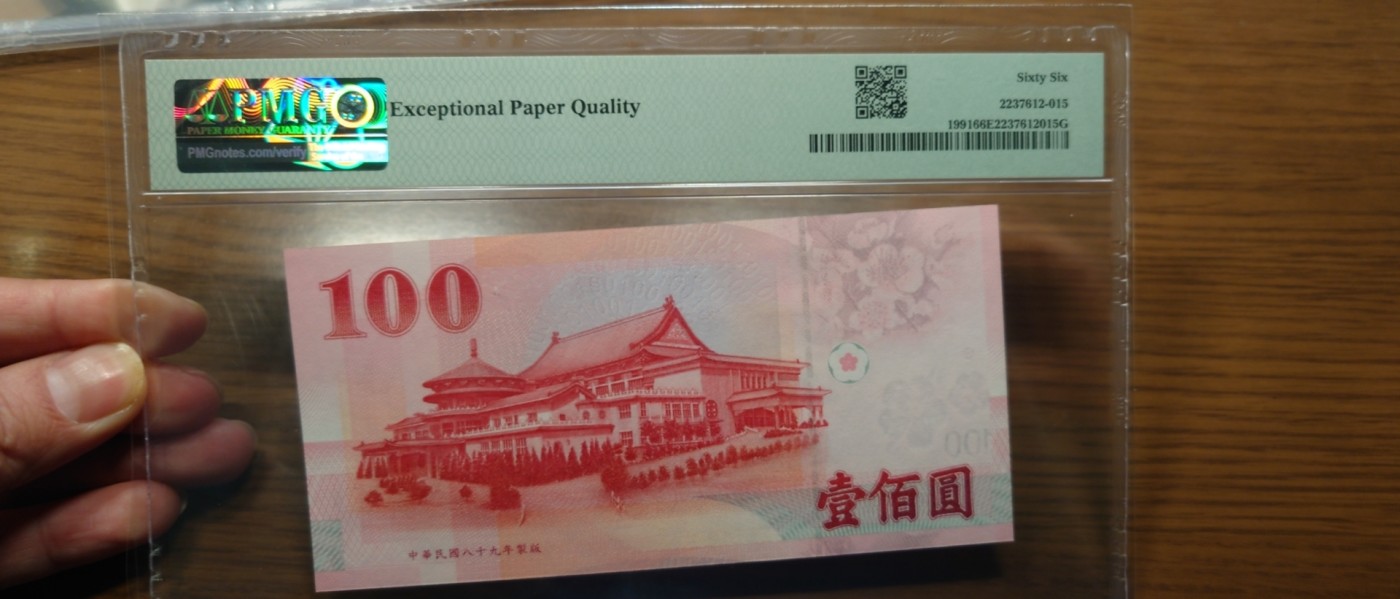 PMG
PAPER MONEY GUARANTY
PMGnotes.com/verify
Exceptional Paper Quality
Sixty Six
2237612-015
199166E2237612015G
100
100
壹佰圓
中華民國八十九年製版